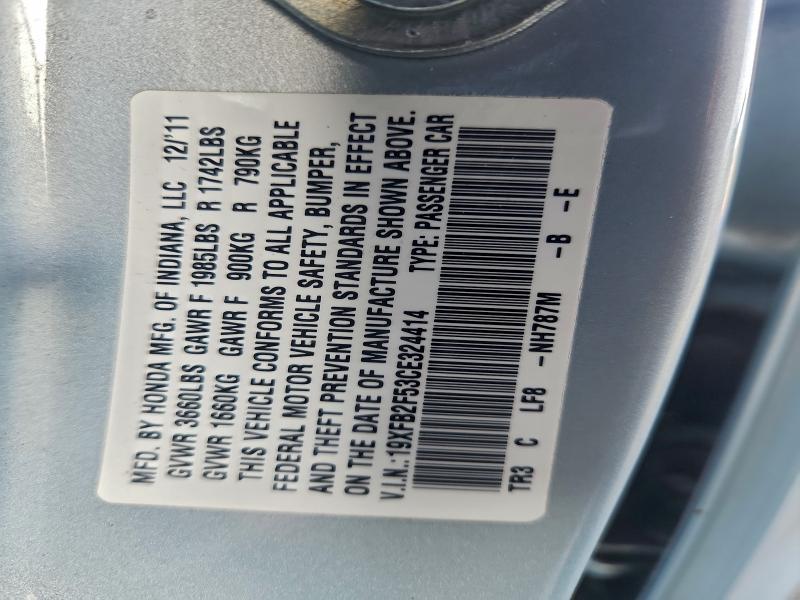 MFD. BY HONDA MFG. OF INDIANA, LLC 12/11
GVWR 3660LBS GAWR F 1985LBS R 1742LBS
GVWR 1660KG GAWR F 900KG R 790KG
THIS VEHICLE CONFORMS TO ALL APPLICABLE
FEDERAL MOTOR VEHICLE SAFETY, BUMPER,
AND THEFT PREVENTION STANDARDS IN EFFECT
ON THE DATE OF MANUFACTURE SHOWN ABOVE.
V.I.N.: 19XFB2F53CE324414 TYPE: PASSENGER CAR
TR3 C LF8 -NH787M -B -E